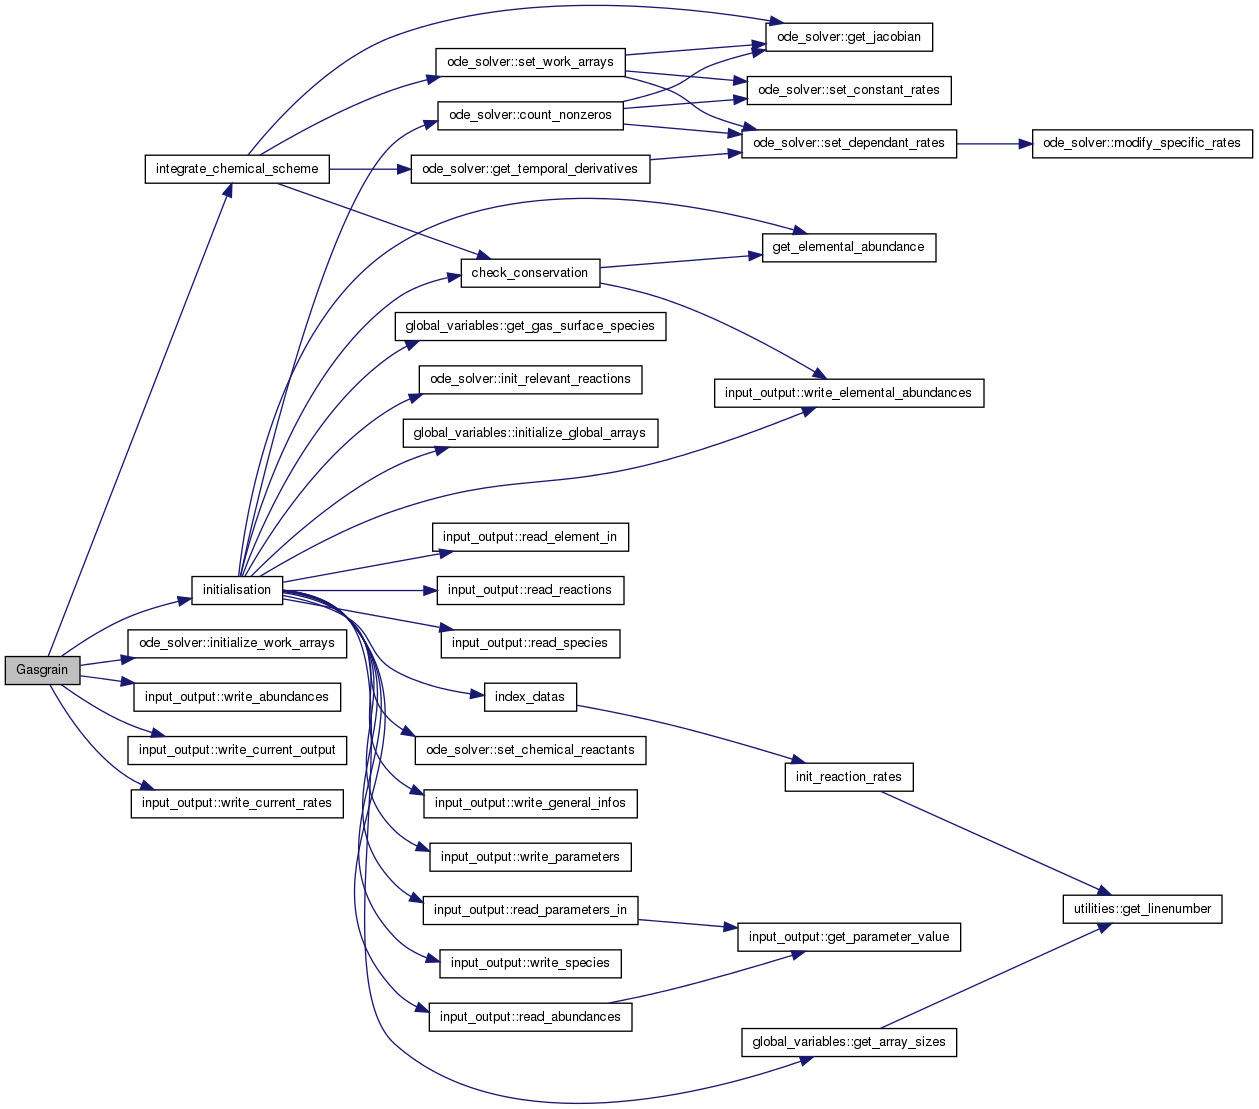 ode_solver::get_jacobian
ode_solver::set_work_arrays
ode_solver::set_constant_rates
ode_solver::count_nonzeros
ode_solver::set_dependant_rates
ode_solver::modify_specific_rates
integrate_chemical_scheme
ode_solver::get_temporal_derivatives
get_elemental_abundance
check_conservation
global_variables::get_gas_surface_species
ode_solver::init_relevant_reactions
input_output::write_elemental_abundances
global_variables::initialize_global_arrays
input_output::read_element_in
initialisation
input_output::read_reactions
ode_solver::initialize_work_arrays
input_output::read_species
Gasgrain
input_output::write_abundances
index_datas
input_output::write_current_output
ode_solver::set_chemical_reactants
init_reaction_rates
input_output::write_current_rates
input_output::write_general_infos
input_output::write_parameters
input_output::read_parameters_in
utilities::get_linenumber
input_output::get_parameter_value
input_output::write_species
input_output::read_abundances
global_variables::get_array_sizes